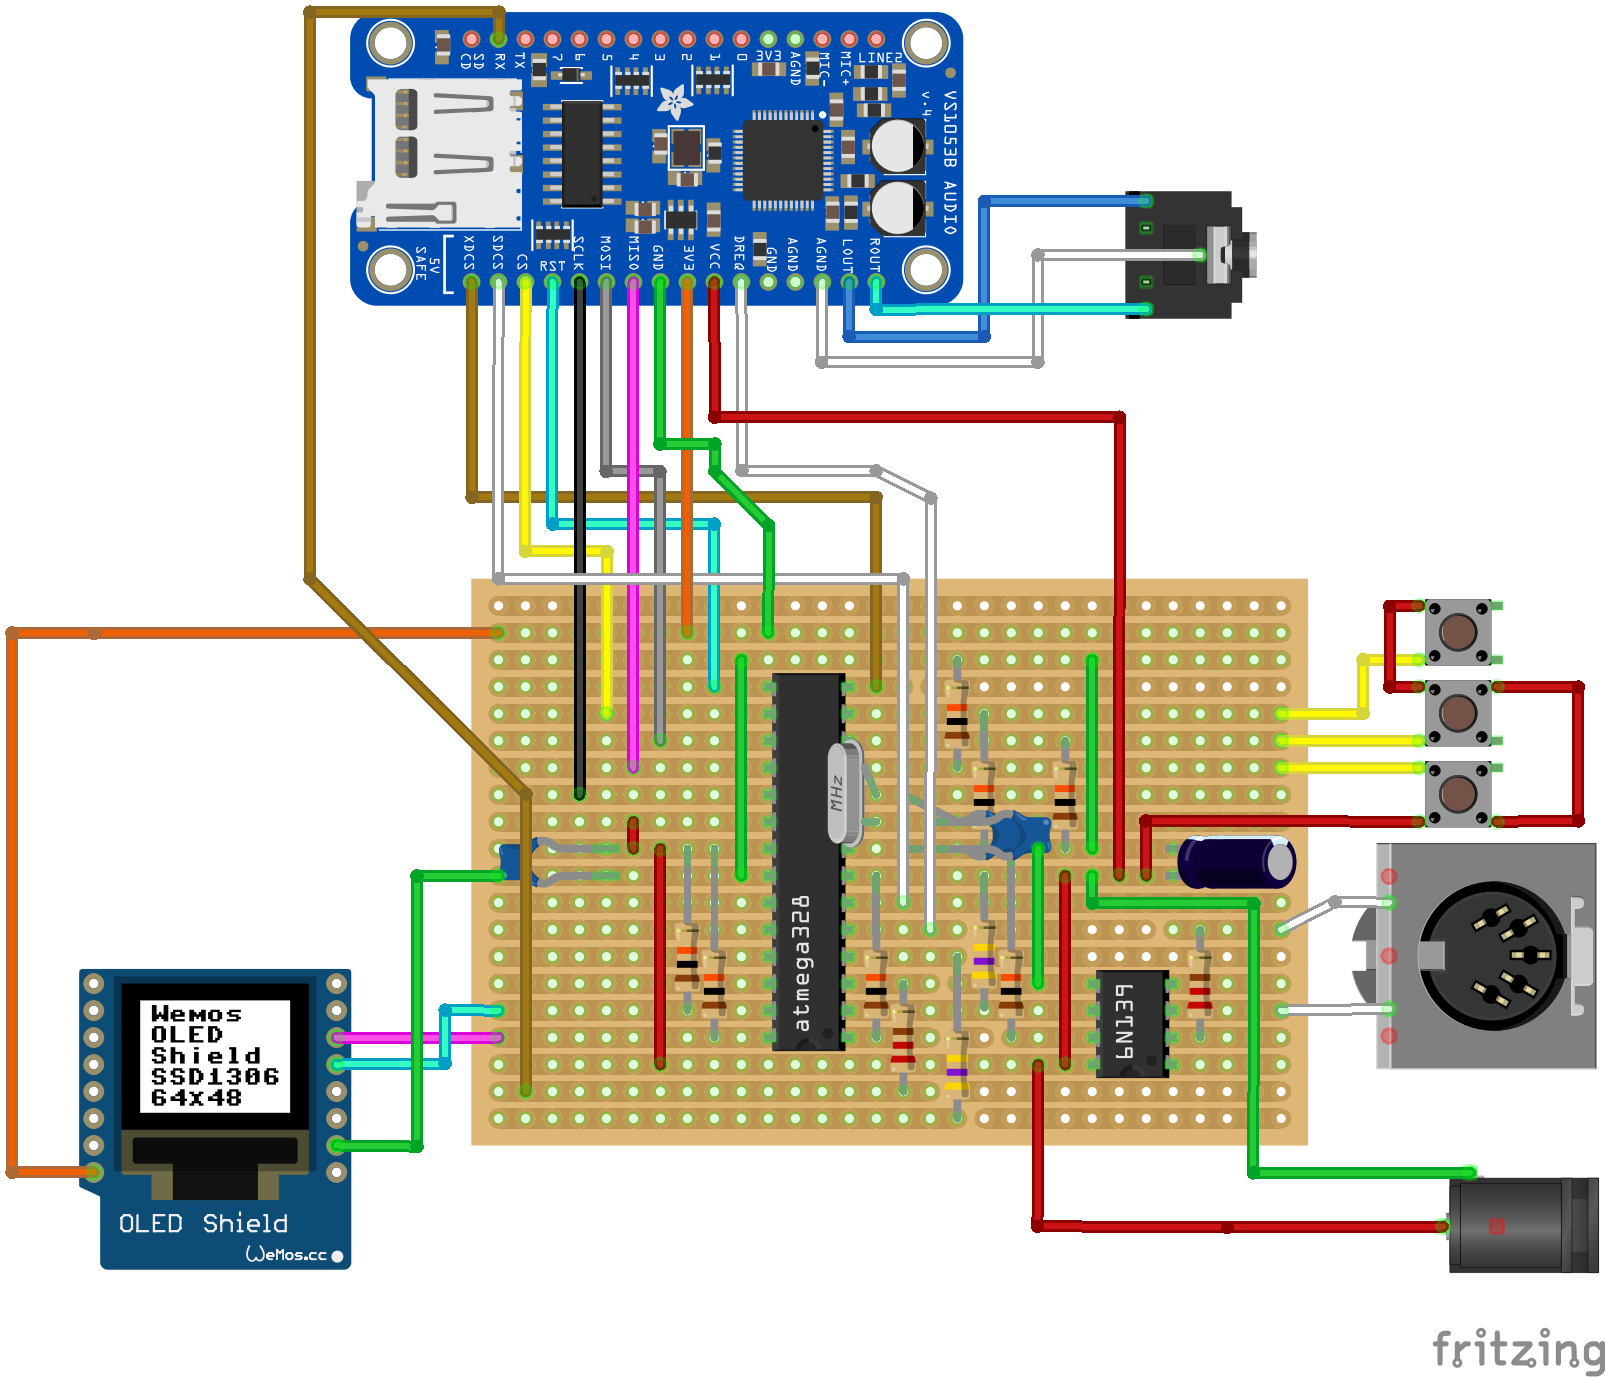 CD
SD
RX
TX
7
6
5
4
3
2
1
0
3V3
AGND
MIC-
MIC+
LINE2
v.4
VS1053B AUDIO
5V
SAFE
XDCS
SDCS
CS
RST
SCLK
MOSI
MISO
GND
3V3
VCC
DREQ
GND
AGND
AGND
LOUT
ROUT
MHz
atmega328
6N139
Wemos
OLED
Shield
SSD1306
64x48
OLED Shield
WeMos.cc
fritzing